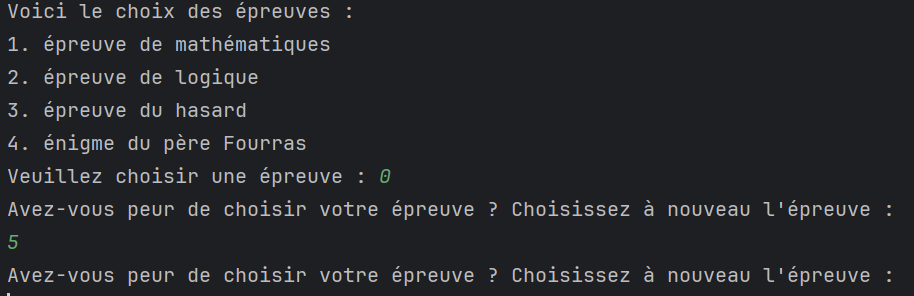 Voici le choix des épreuves :
1. épreuve de mathématiques
2. épreuve de logique
3. épreuve du hasard
4. énigme du père Fourras
Veuillez choisir une épreuve : 0
Avez-vous peur de choisir votre épreuve ? Choisissez à nouveau l'épreuve :
5
Avez-vous peur de choisir votre épreuve ? Choisissez à nouveau l'épreuve :